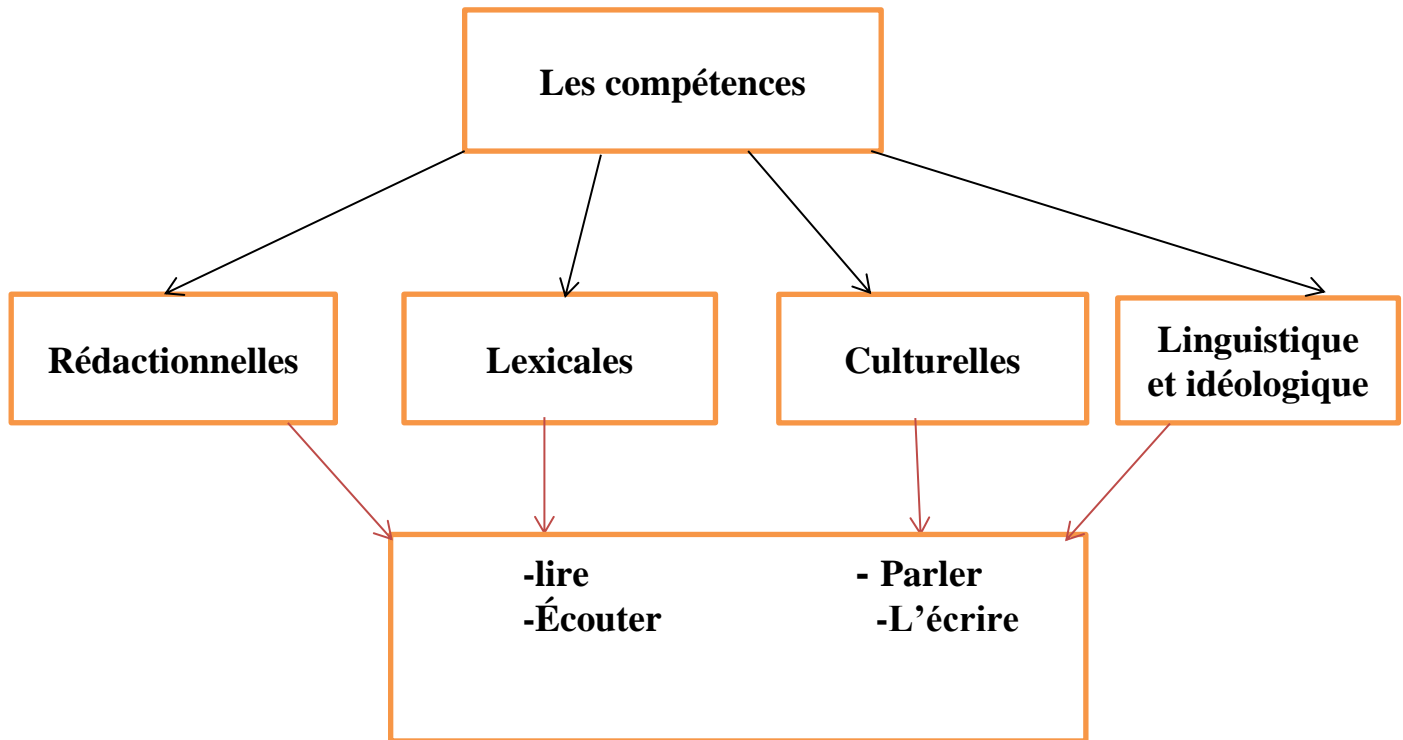 Les compétences
Rédactionnelles
Lexicales
Culturelles
Linguistique
et idéologique
-lire
-Écouter
- Parler
-L’écrire